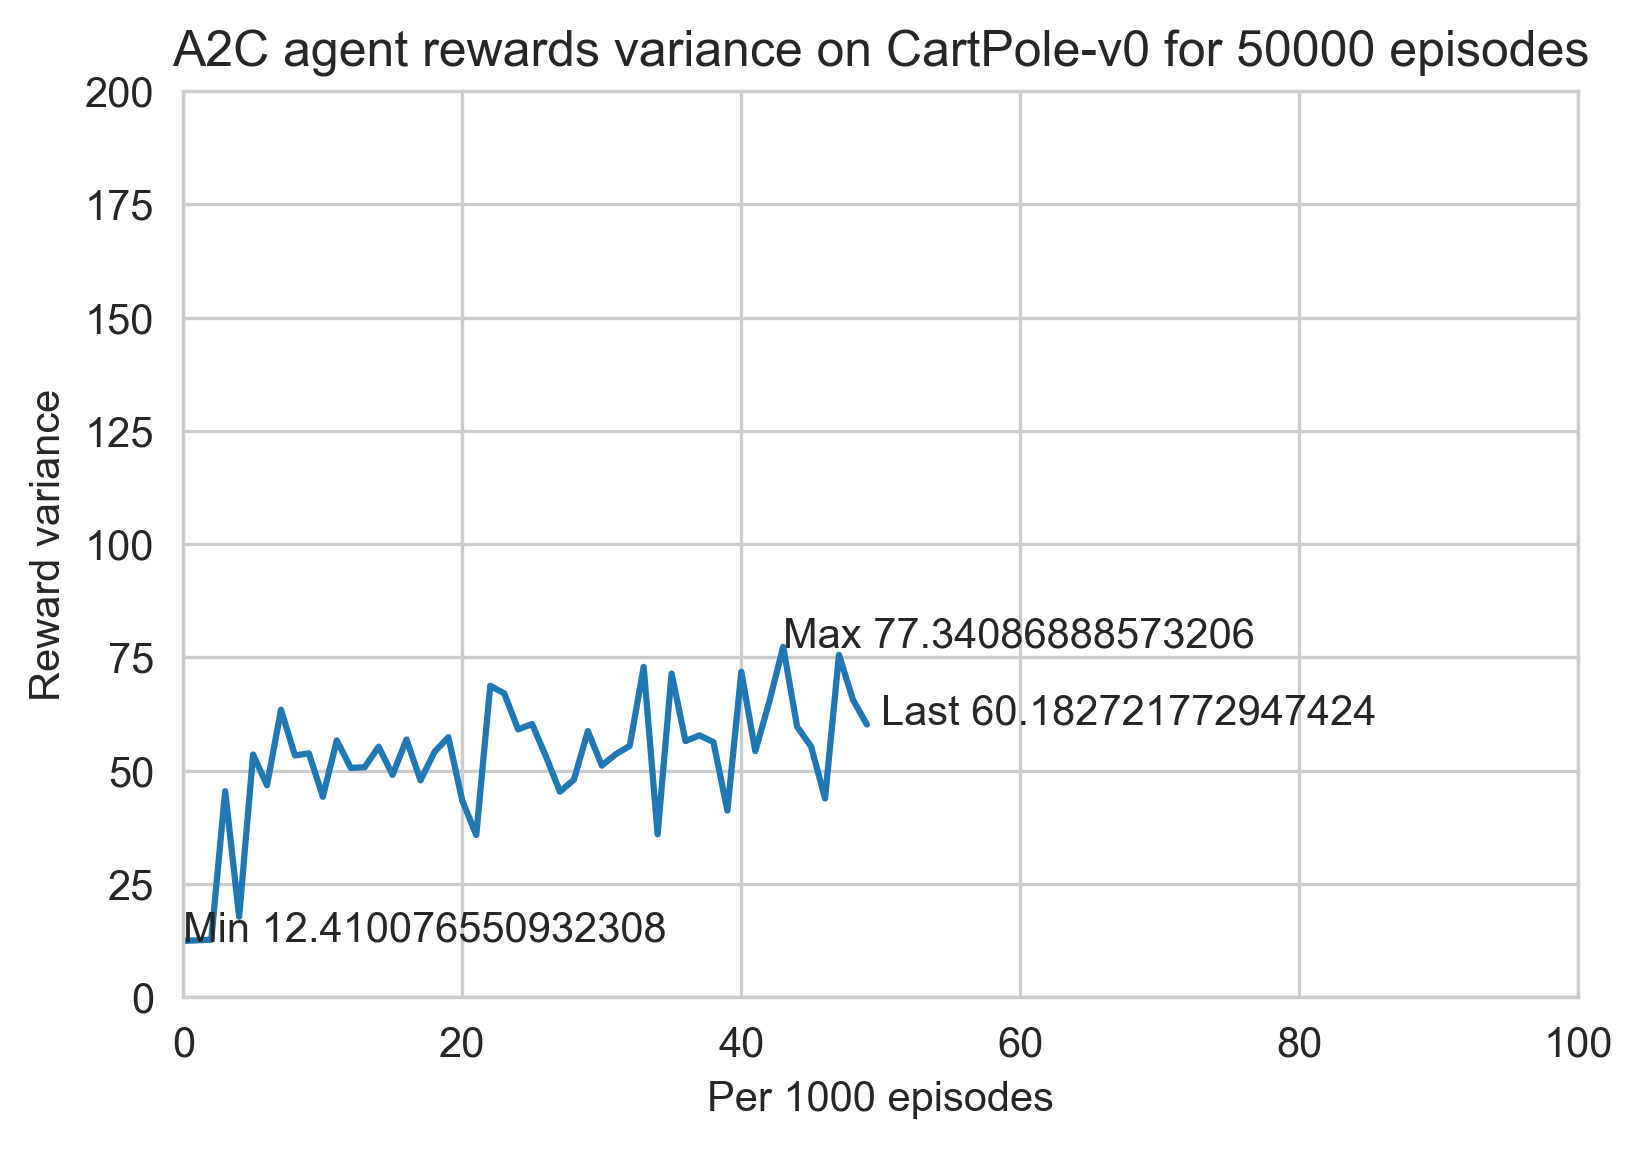 A2C agent rewards variance on CartPole-v0 for 50000 episodes
200
175
150
125
100
75
50
25
0
Reward variance
Max 77.34086888573206
Last 60.182721772947424
Min 12.410076550932308
0 20 40 60 80 100
Per 1000 episodes